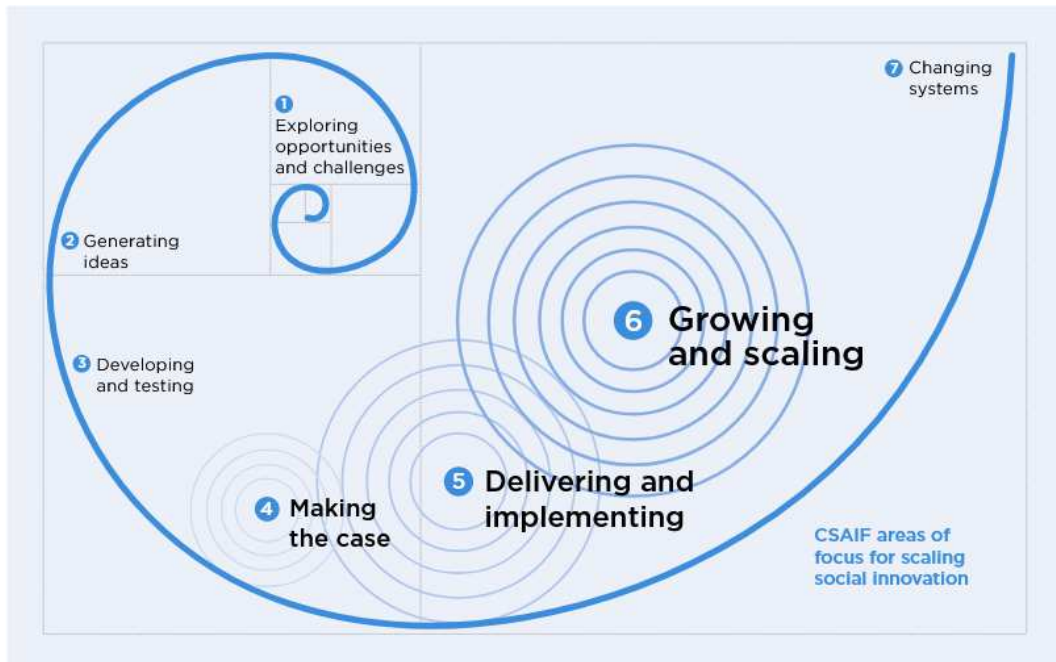 1
Exploring
opportunities
and challenges
2 Generating
ideas
3 Developing
and testing
4 Making
the case
5 Delivering and
implementing
6 Growing
and scaling
7 Changing
systems
CSAIF areas of
focus for scaling
social innovation